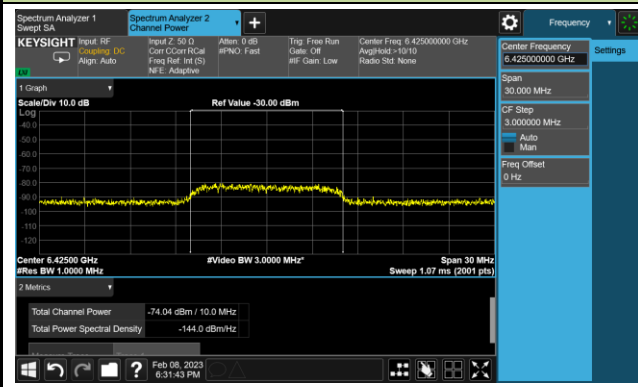 Spectrum Analyzer 1
Swept SA
Spectrum Analyzer 2
Channel Power
Frequency
KEYSIGHT
Input: RF
Coupling: DC
Align: Auto
Input Z: 50 Ω
Corr CCorr RCal
Freq Ref: Int (S)
NFE: Adaptive
Atten: 0 dB
#PNO: Fast
Trig: Free Run
Gate: Off
#IF Gain: Low
Center Freq: 6.425000000 GHz
Avg|Hold:>10/10
Radio Std: None
1 Graph
Scale/Div 10.0 dB
Ref Value -30.00 dBm
Log
-40.0
-50.0
-60.0
-70.0
-80.0
-90.0
-100
-110
-120
Center 6.42500 GHz
#Video BW 3.0000 MHz*
Span 30 MHz
#Res BW 1.0000 MHz
Sweep 1.07 ms (2001 pts)
2 Metrics
Total Channel Power -74.04 dBm / 10.0 MHz
Total Power Spectral Density -144.0 dBm/Hz
Feb 08, 2023
6:31:43 PM
Center Frequency
6.425000000 GHz
Settings
Span
30.000 MHz
CF Step
3.000000 MHz
Auto
Man
Freq Offset
0 Hz